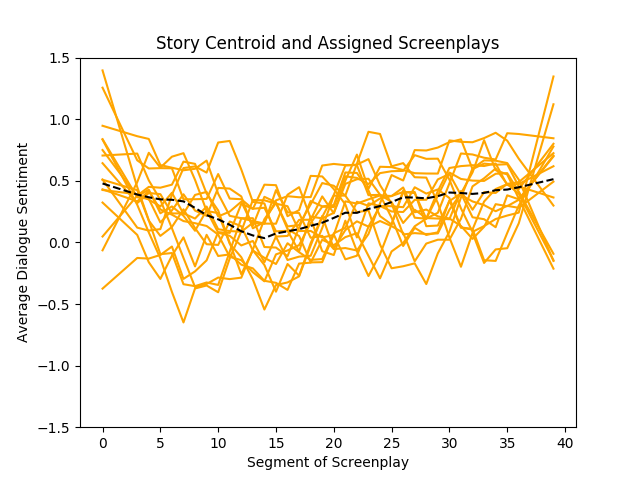 Story Centroid and Assigned Screenplays
Average Dialogue Sentiment
1.5
1.0
0.5
0.0
−0.5
−1.0
−1.5
0 5 10 15 20 25 30 35 40
Segment of Screenplay